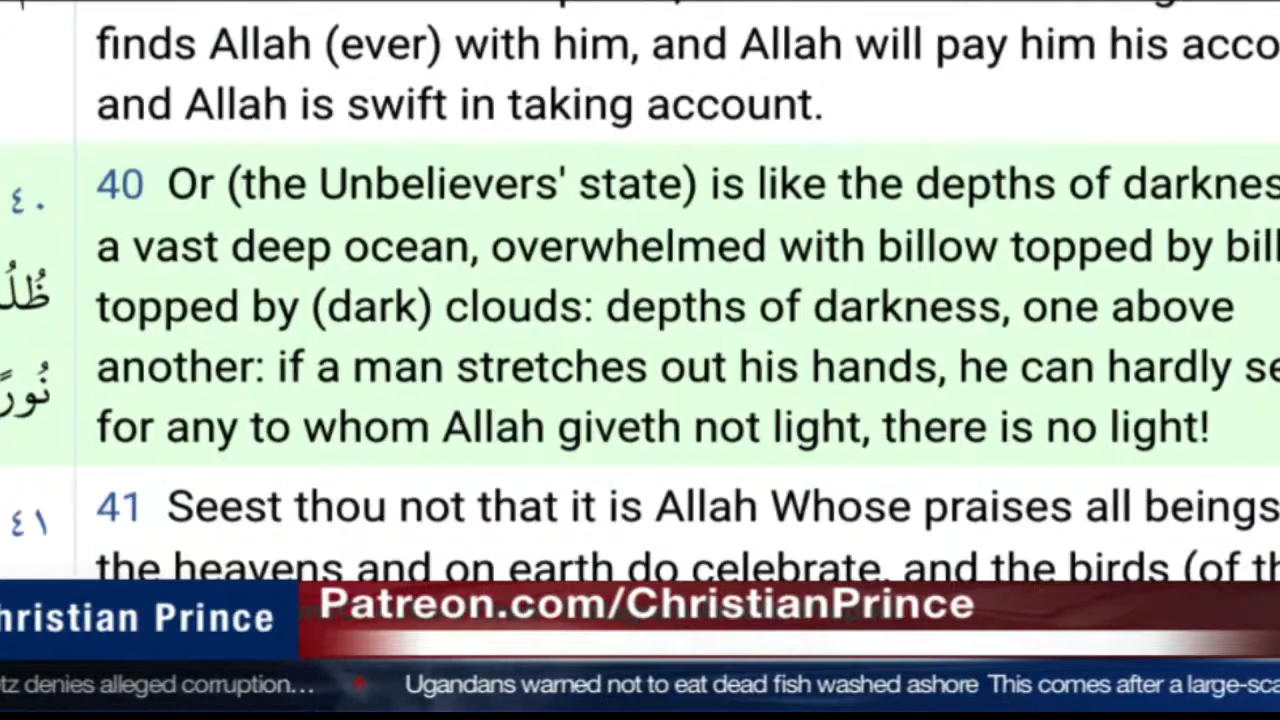 finds Allah (ever) with him, and Allah will pay him his acco
and Allah is swift in taking account.
٤٠
40 Or (the Unbelievers' state) is like the depths of darknes
a vast deep ocean, overwhelmed with billow topped by bill
ظُلُ
topped by (dark) clouds: depths of darkness, one above
another: if a man stretches out his hands, he can hardly se
نُورً
for any to whom Allah giveth not light, there is no light!
٤١
41 Seest thou not that it is Allah Whose praises all beings
the heavens and on earth do celebrate, and the birds (of th
hristian Prince
Patreon.com/ChristianPrince
tz denies alleged corruption... Ugandans warned not to eat dead fish washed ashore This comes after a large-sca